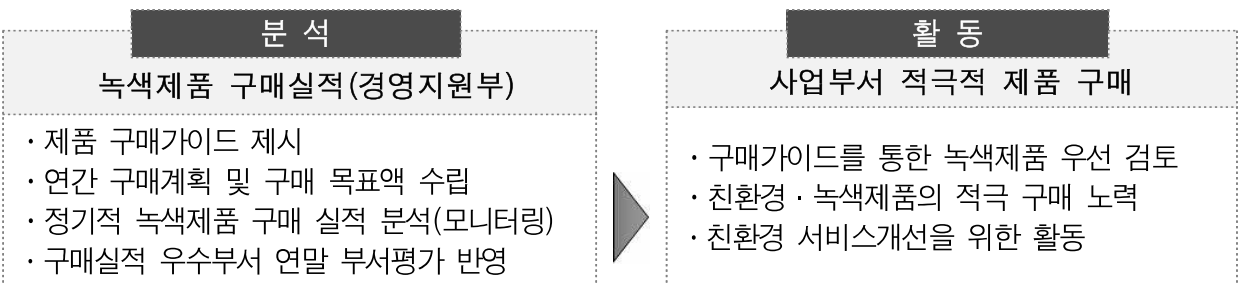 분 석
녹색제품 구매실적(경영지원부)
· 제품 구매가이드 제시
· 연간 구매계획 및 구매 목표액 수립
· 정기적 녹색제품 구매 실적 분석(모니터링)
· 구매실적 우수부서 연말 부서평가 반영
활 동
사업부서 적극적 제품 구매
· 구매가이드를 통한 녹색제품 우선 검토
· 친환경 · 녹색제품의 적극 구매 노력
· 친환경 서비스개선을 위한 활동